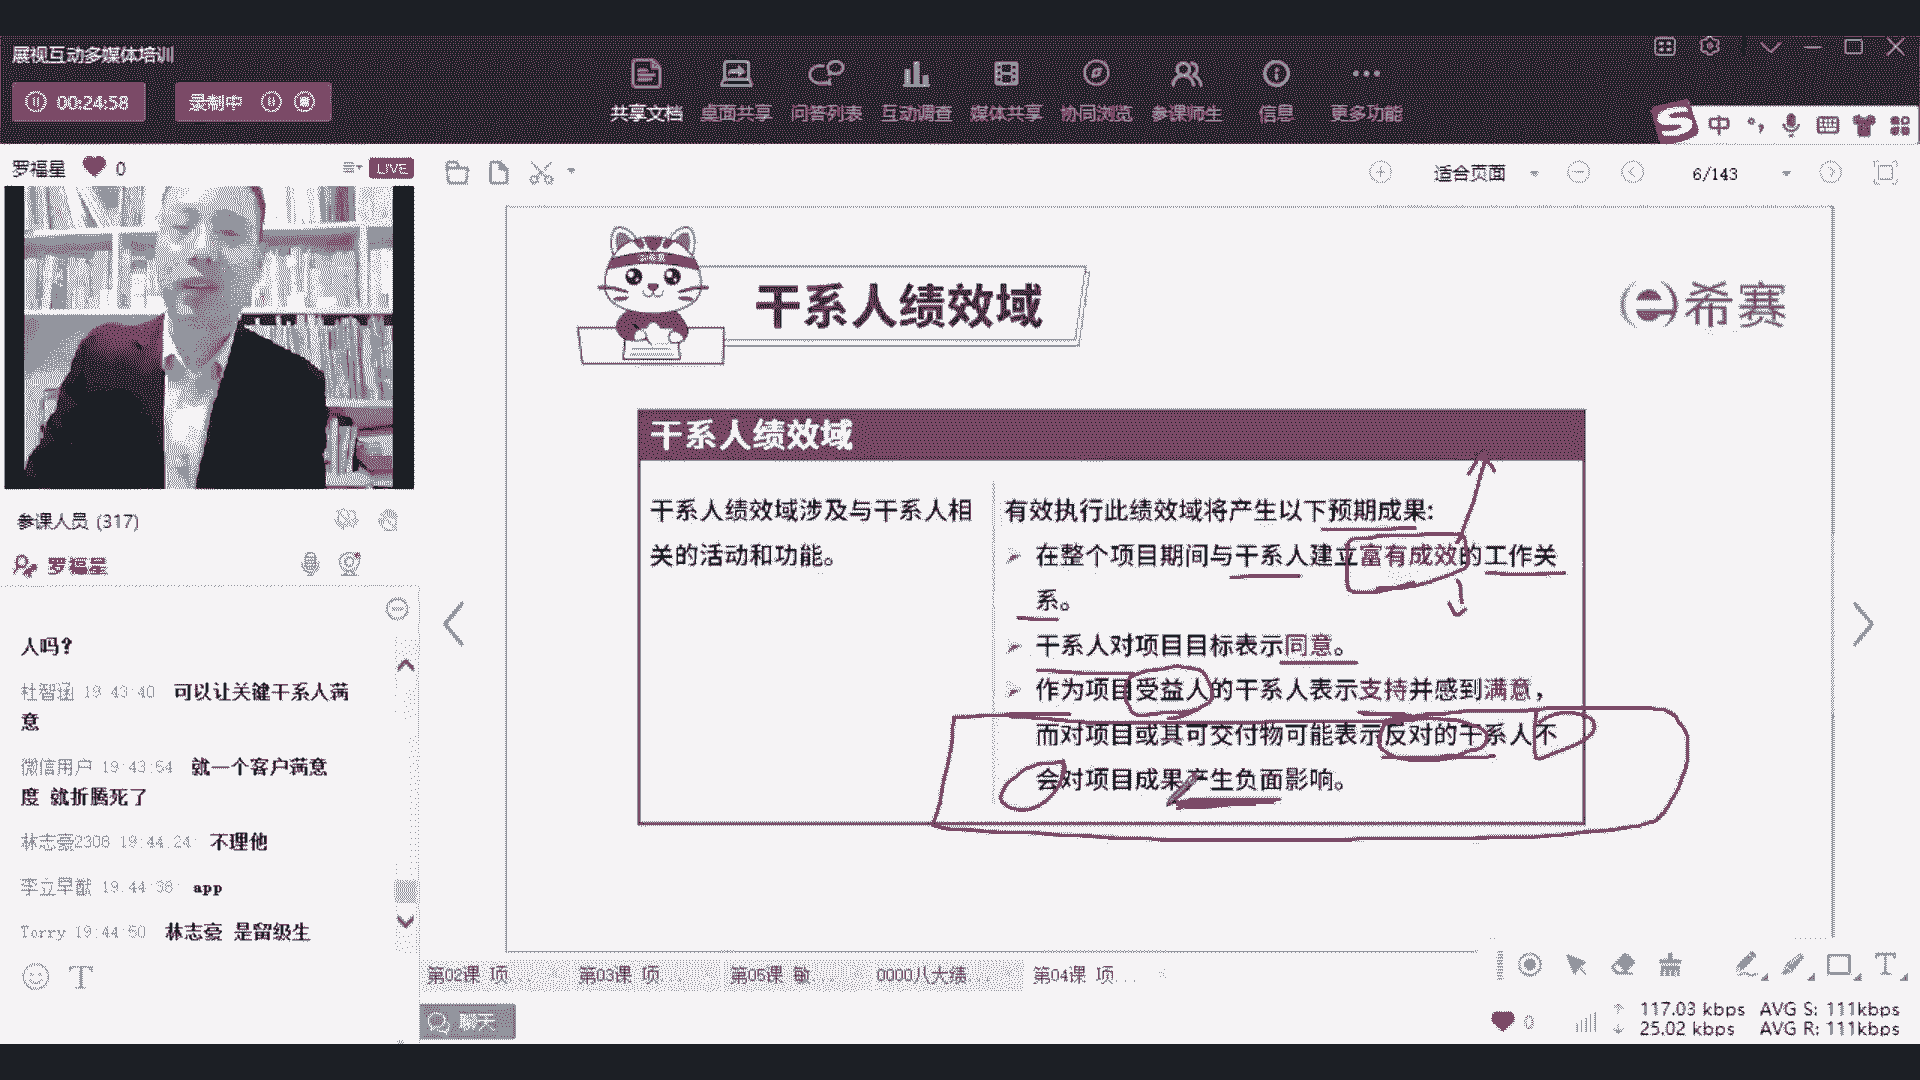 展视互动多媒体培训
00:24:58
录制中
共享文档 桌面共享 问答列表 互动调查 媒体共享 协同浏览 参课师生 信息 更多功能
中
罗福星 0
LIVE
适合页面
6/143
干系人绩效域
希赛
干系人绩效域
干系人绩效域涉及与干系人相
关的活动和功能。
有效执行此绩效域将产生以下预期成果:
在整个项目期间与干系人建立富有成效的工作关
系。
干系人对项目目标表示同意。
作为项目受益人的干系人表示支持并感到满意，
而对项目或其可交付物可能表示反对的干系人不
会对项目成果产生负面影响。
参课人员 (317)
罗福星
人吗?
杜智涵 19:43:40 可以让关键干系人满
意
微信用户 19:43:54 就一个客户满意
度 就折腾死了
林志豪2308 19:44:24 不理他
19:44:38 app
Torry 19:44:50 林志豪 是留级生
第02课 项...
第03课 项...
第05课 敏...
0000八大绩...
第04课 项...
聊天
0
117.03 kbps AVG S: 111kbps
25.02 kbps AVG R: 111kbps